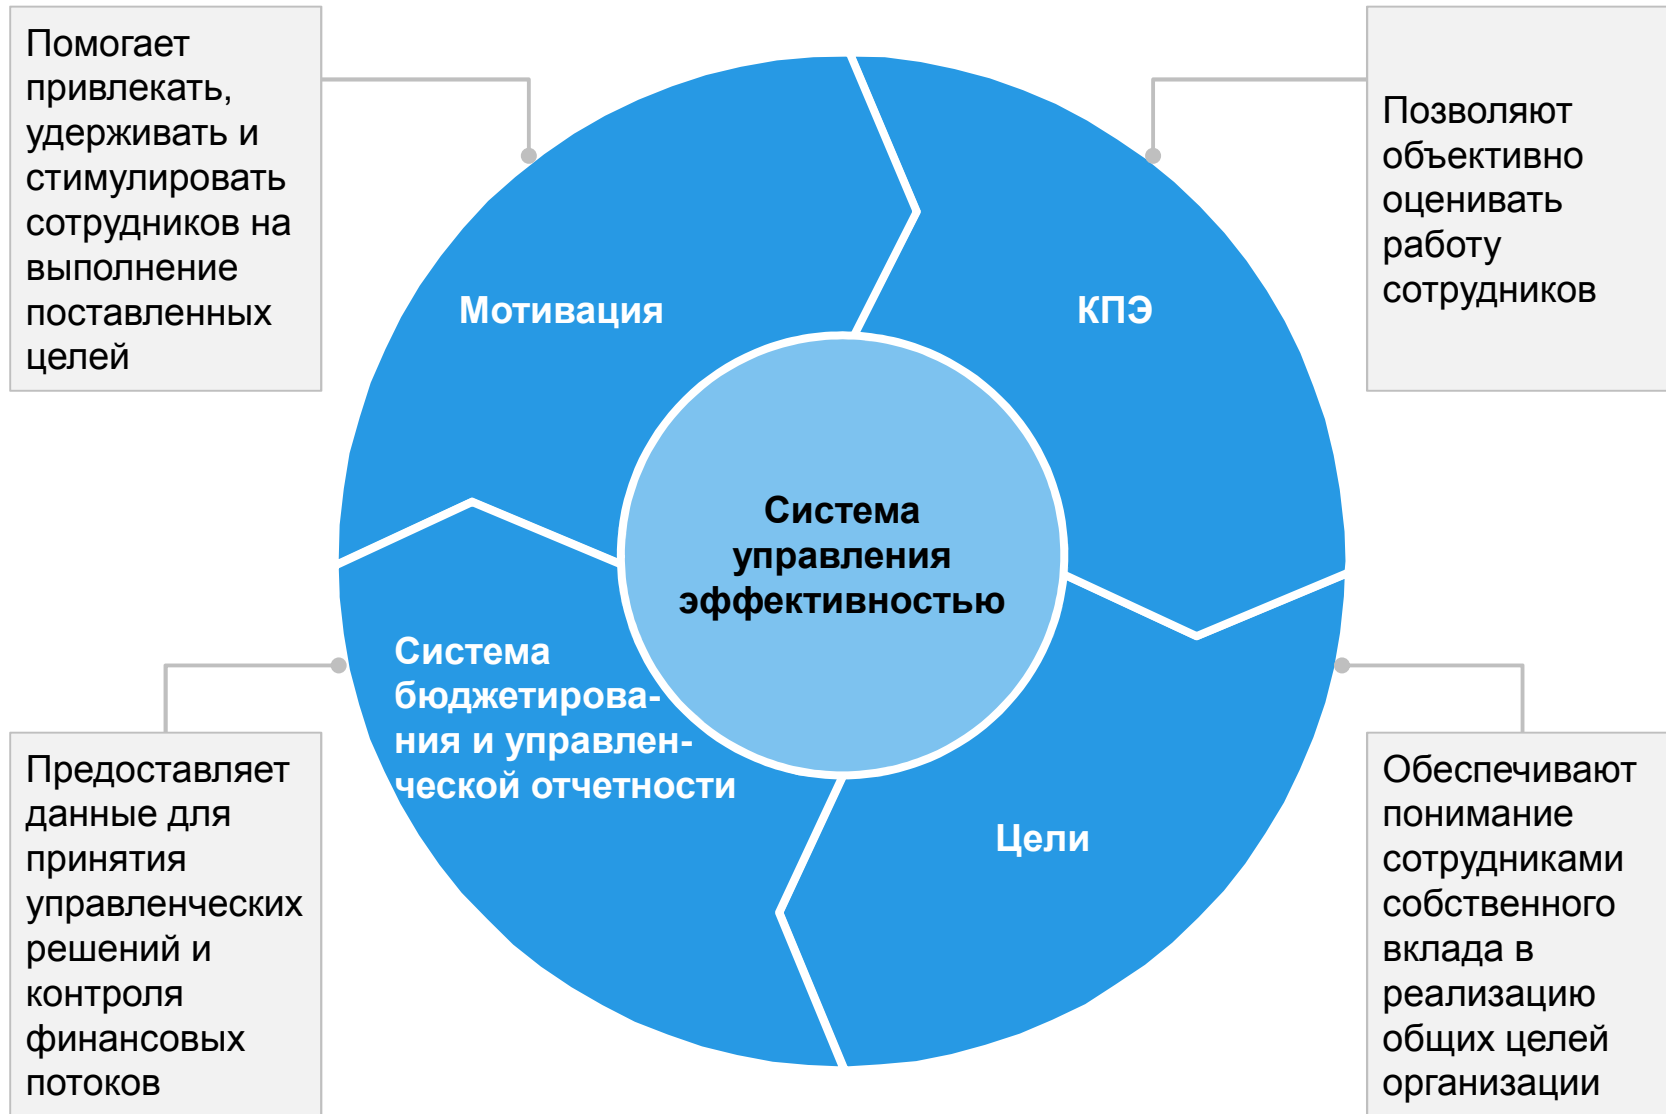 Помогает
привлекать,
удерживать и
стимулировать
сотрудников на
выполнение
поставленных
целей
Позволяют
объективно
оценивать
работу
сотрудников
Мотивация
КПЭ
Система
управления
эффективностью
Система
бюджетирова-
ния и управлен-
ческой отчетности
Цели
Предоставляет
данные для
принятия
управленческих
решений и
контроля
финансовых
потоков
Обеспечивают
понимание
сотрудниками
собственного
вклада в
реализацию
общих целей
организации